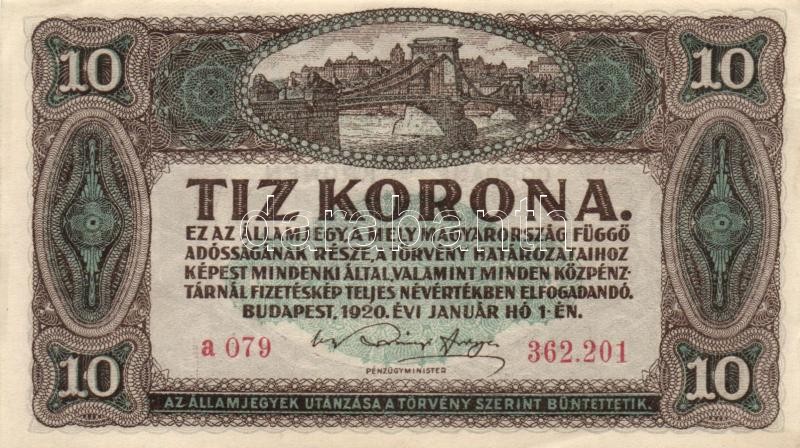 10 10
TIZ KORONA.
EZ AZ ÁLLAMJEGY, A MELY MAGYARORSZÁG FÜGGŐ
ADÓSSÁGÁNAK RÉSZE, A TÖRVÉNY HATÁROZATAIHOZ
KÉPEST MINDENKI ÁLTAL, VALAMINT MINDEN KÖZPÉNZ-
TÁRNÁL FIZETÉSKÉP TELJES NÉVÉRTÉKBEN ELFOGADANDÓ.
BUDAPEST, 1920. ÉVI JANUÁR HÓ 1-ÉN.
a 079 362.201
PÉNZÜGYMINISTER
10 10
AZ ÁLLAMJEGYEK UTÁNZÁSA A TÖRVÉNY SZERINT BÜNTETTETIK.
darabanth